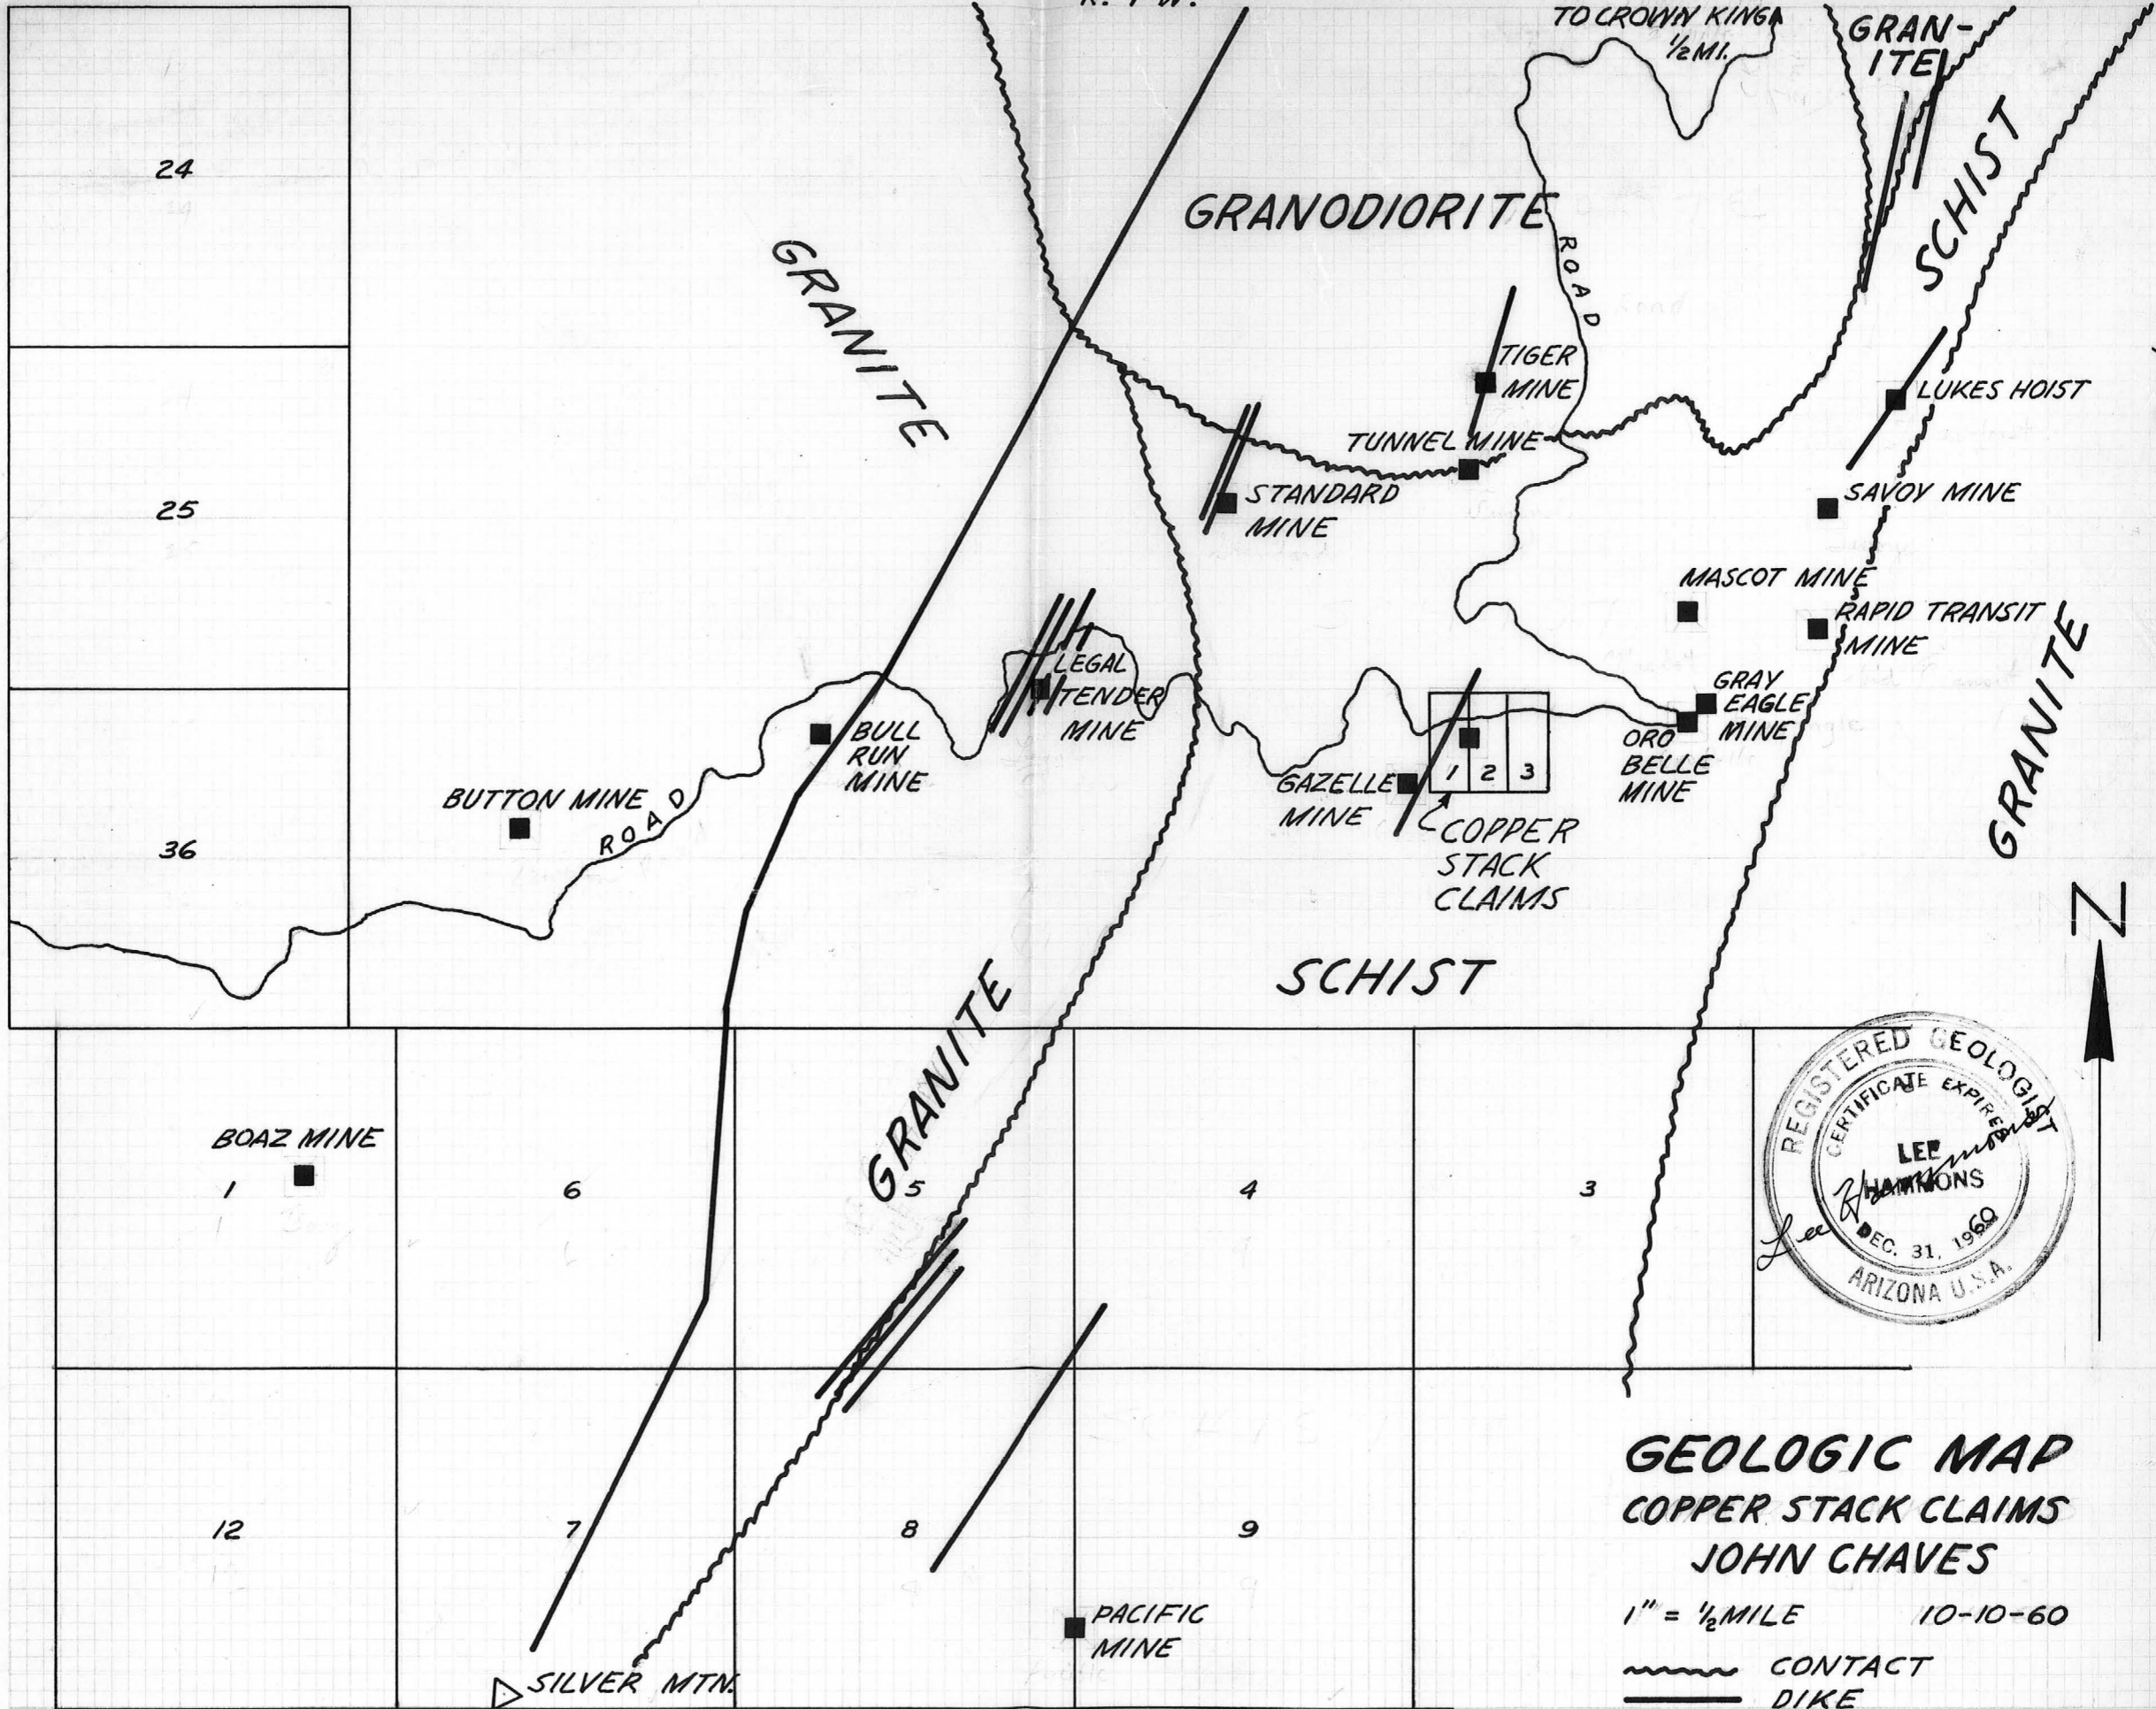 TO CROWN KING
1/2 MI.
GRAN-
ITE
24
GRANODIORITE
SCHIST
ROAD
GRANITE
TIGER
MINE
LUKES HOIST
TUNNEL MINE
STANDARD
MINE
SAVOY MINE
25
MASCOT MINE
RAPID TRANSIT
MINE
LEGAL
TENDER
MINE
GRAY
EAGLE
MINE
BULL
RUN
MINE
ORO
BELLE
MINE
GAZELLE
MINE
1 2 3
BUTTON MINE
ROAD
COPPER
STACK
CLAIMS
GRANITE
36
N
SCHIST
GRANITE
REGISTERED GEOLOGIST
CERTIFICATE EXPIRES
LEE
HAMMONS
Lee Hammons
DEC. 31, 1960
ARIZONA U.S.A.
BOAZ MINE
1
6
5
4
3
12
7
8
9
PACIFIC
MINE
SILVER MTN.
GEOLOGIC MAP
COPPER STACK CLAIMS
JOHN CHAVES
1" = 1/2 MILE 10-10-60
CONTACT
DIKE